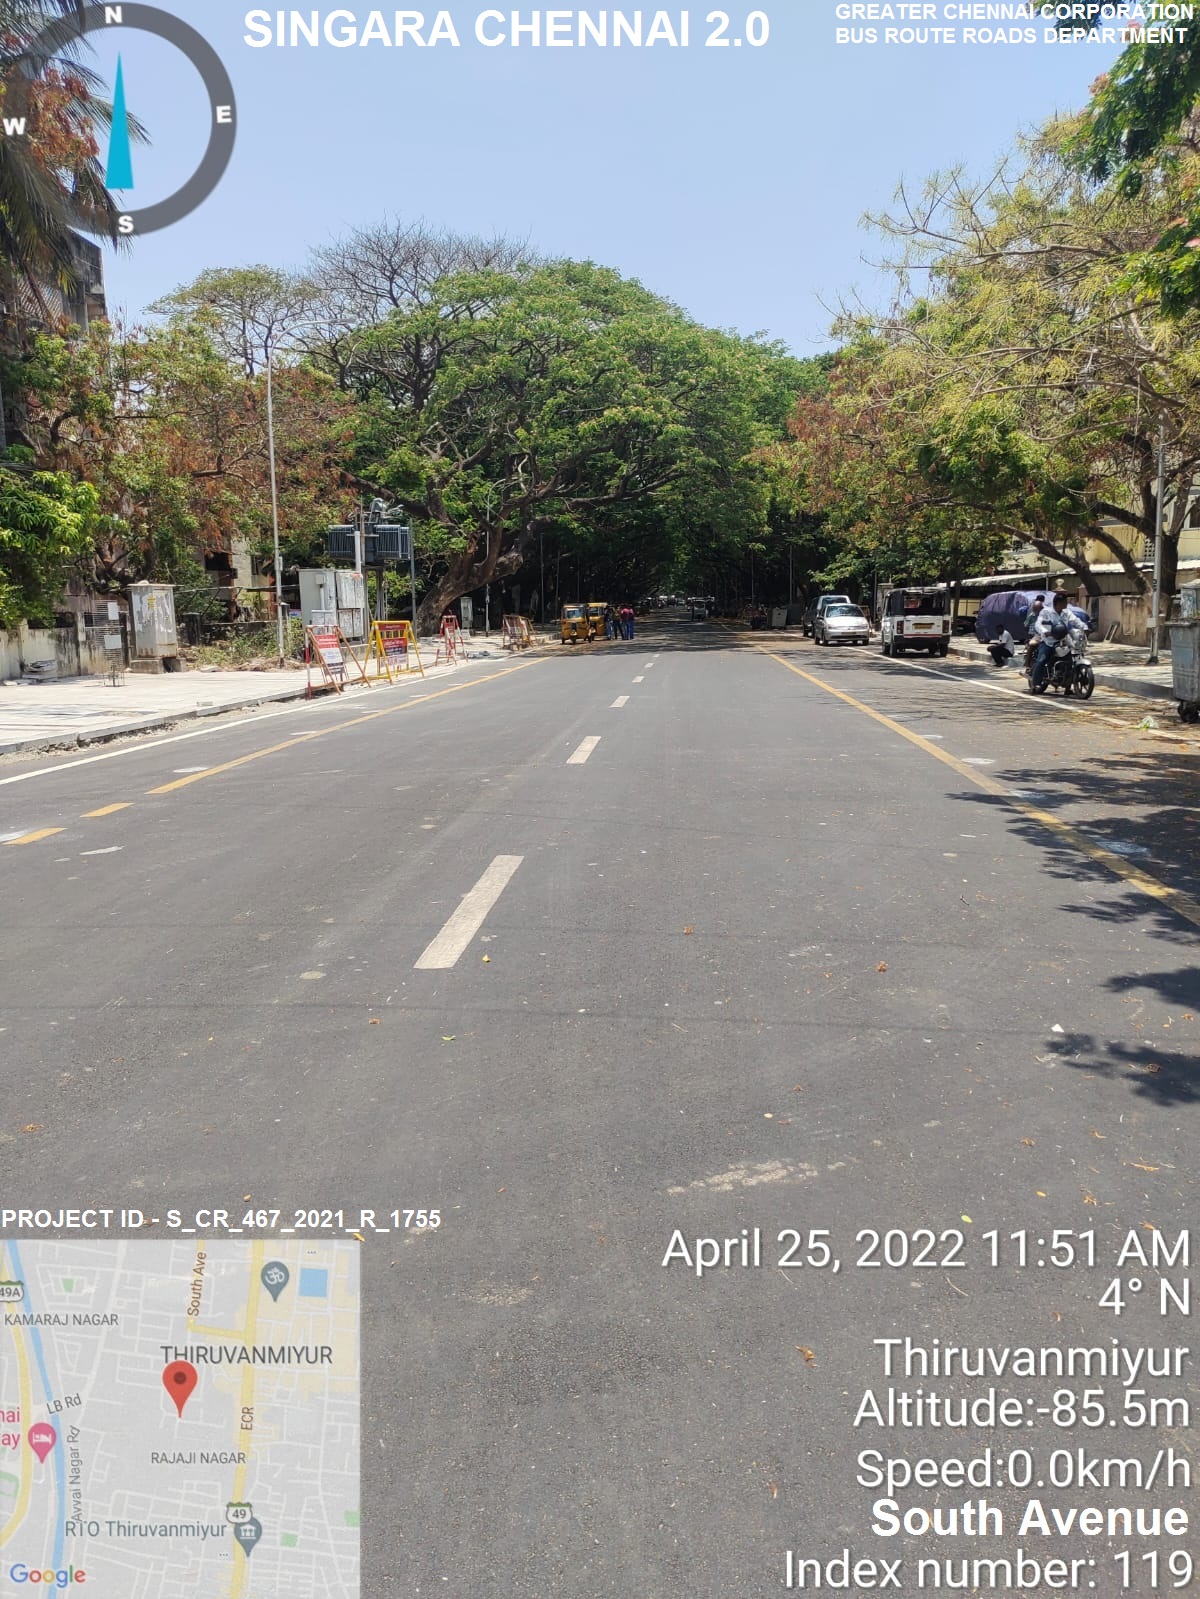 N
W
E
S
SINGARA CHENNAI 2.0
GREATER CHENNAI CORPORATION
BUS ROUTE ROADS DEPARTMENT
PROJECT ID - S_CR_467_2021_R_1755
April 25, 2022 11:51 AM
4° N
Thiruvanmiyur
Altitude:-85.5m
Speed:0.0km/h
South Avenue
Index number: 119
South Ave
49A
KAMARAJ NAGAR
THIRUVANMIYUR
LB Rd
ECR
nai
ay
Avvai Nagar Rd
RAJAJI NAGAR
49
RTO Thiruvanmiyur
Google